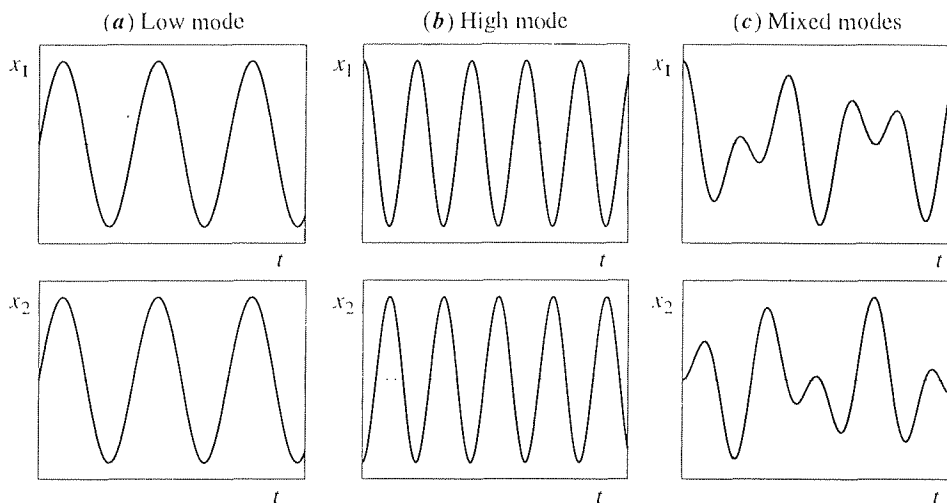 (a) Low mode
(b) High mode
(c) Mixed modes
x1
x1
x1
t
t
t
x2
x2
x2
t
t
t